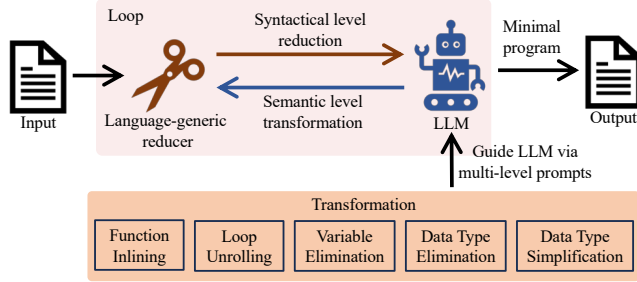 Loop
Syntactical level
reduction
Minimal
program
Input
Language-generic
reducer
Semantic level
transformation
LLM
Output
Guide LLM via
multi-level prompts
Transformation
Function
Inlining
Loop
Unrolling
Variable
Elimination
Data Type
Elimination
Data Type
Simplification